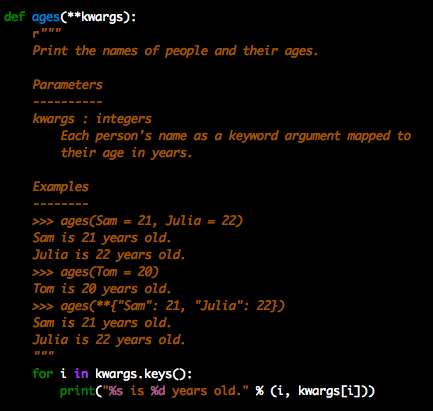 def ages(**kwargs):
    r"""
    Print the names of people and their ages.

    Parameters
    ----------
    kwargs : integers
        Each person's name as a keyword argument mapped to
        their age in years.

    Examples
    --------
    >>> ages(Sam = 21, Julia = 22)
    Sam is 21 years old.
    Julia is 22 years old.
    >>> ages(Tom = 20)
    Tom is 20 years old.
    >>> ages(**{"Sam": 21, "Julia": 22})
    Sam is 21 years old.
    Julia is 22 years old.
    """
    for i in kwargs.keys():
        print("%s is %d years old." % (i, kwargs[i]))